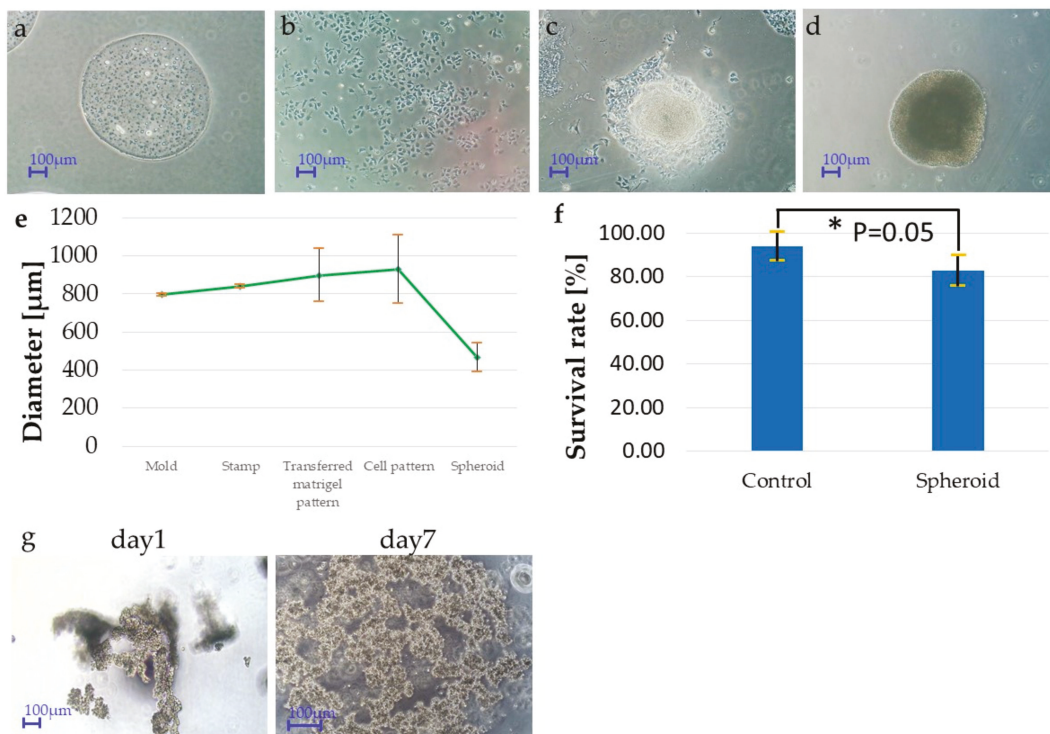 a
100μm
b
100μm
c
100μm
d
100μm
e
Diameter [μm]
1200
1000
800
600
400
200
0
Mold
Stamp
Transferred
matrigel
pattern
Cell pattern
Spheroid
f
Survival rate [%]
100.00
80.00
60.00
40.00
20.00
0.00
* P=0.05
Control
Spheroid
g
day1
100μm
day7
100μm